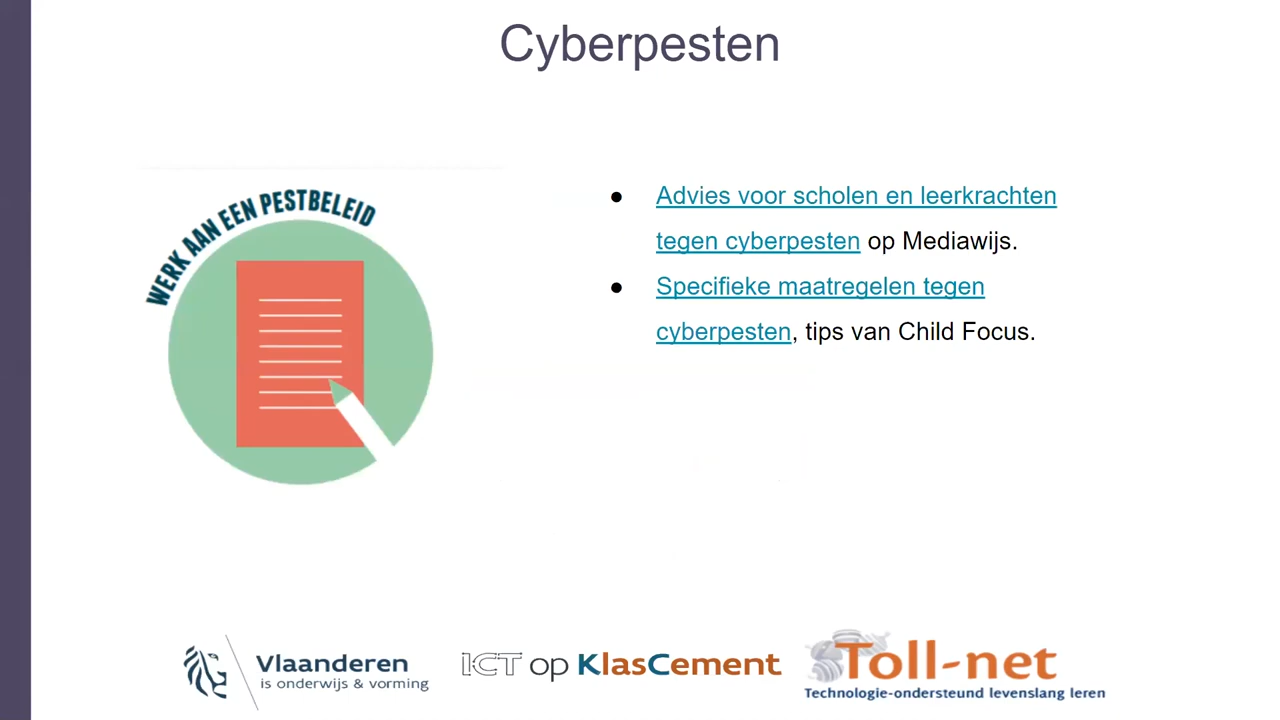 Cyberpesten
WERK AAN EEN PESTBELEID
● Advies voor scholen en leerkrachten
tegen cyberpesten op Mediawijs.
● Specifieke maatregelen tegen
cyberpesten, tips van Child Focus.
Vlaanderen
is onderwijs & vorming
ICT op KlasCement
Toll-net
Technologie-ondersteund levenslang leren